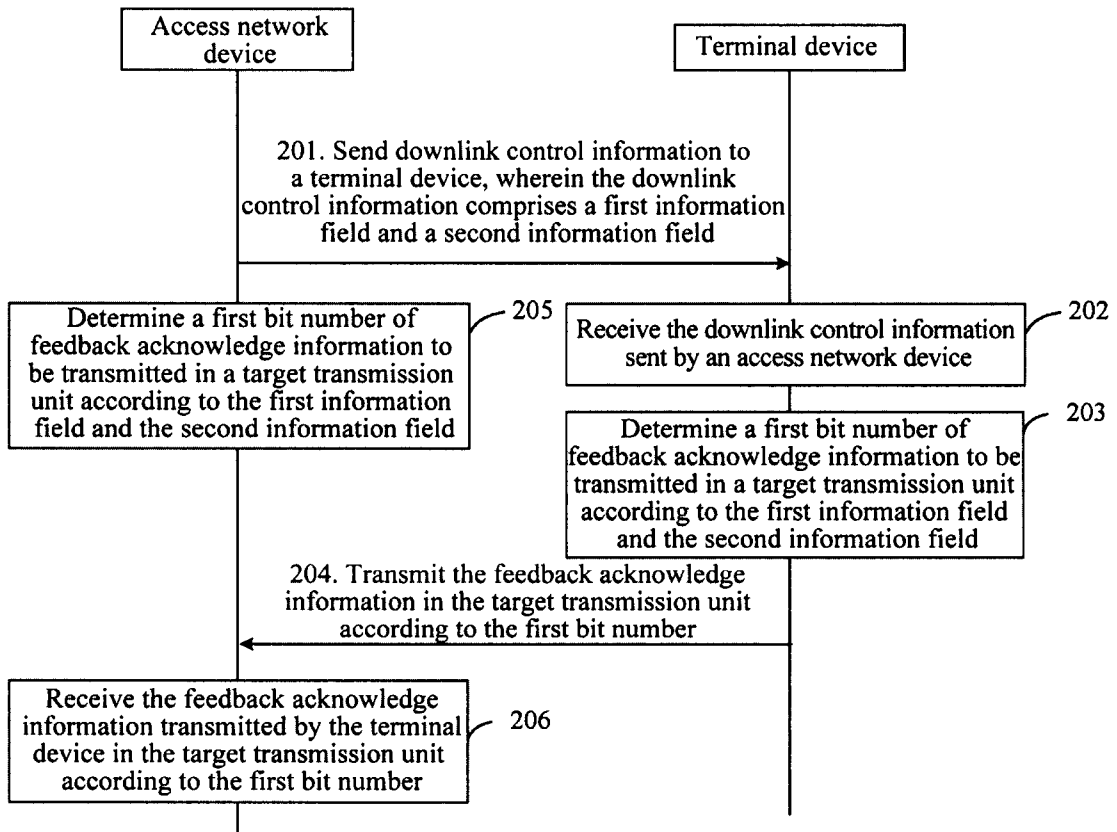 Access network
device
Terminal device
201. Send downlink control information to
a terminal device, wherein the downlink
control information comprises a first information
field and a second information field
Determine a first bit number of
feedback acknowledge information to
be transmitted in a target transmission
unit according to the first information
field and the second information field
205
Receive the downlink control information
sent by an access network device
202
Determine a first bit number of
feedback acknowledge information to be
transmitted in a target transmission unit
according to the first information field
and the second information field
203
204. Transmit the feedback acknowledge
information in the target transmission unit
according to the first bit number
Receive the feedback acknowledge
information transmitted by the terminal
device in the target transmission unit
according to the first bit number
206